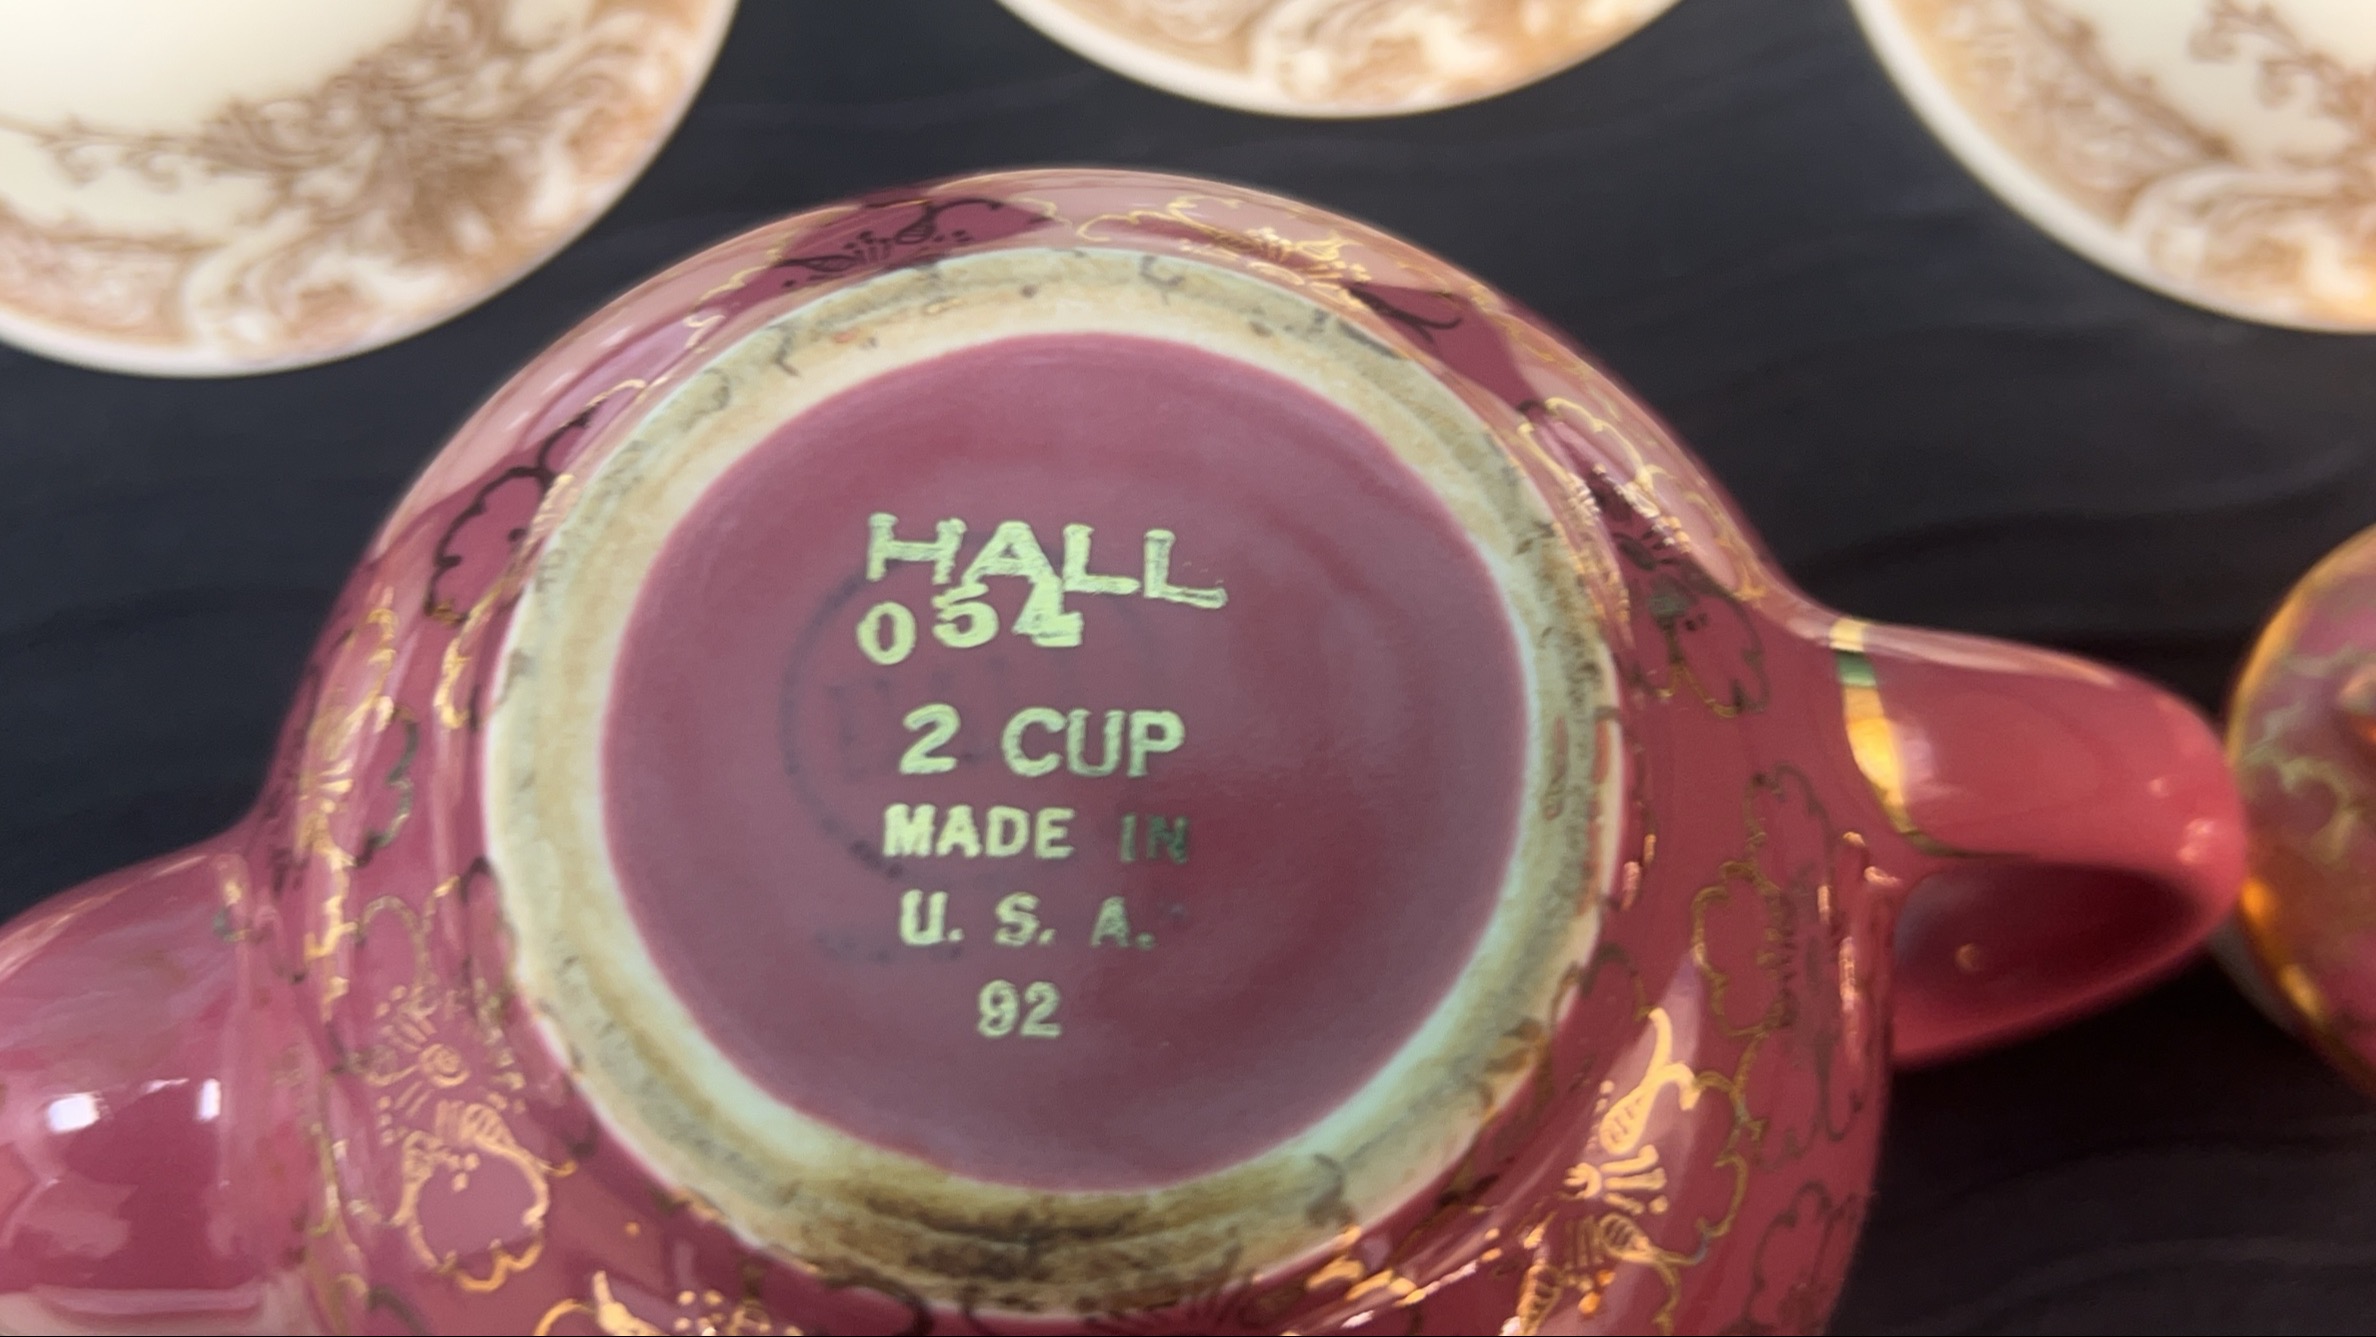 HALL
054
2 CUP
MADE IN
U. S. A.
92